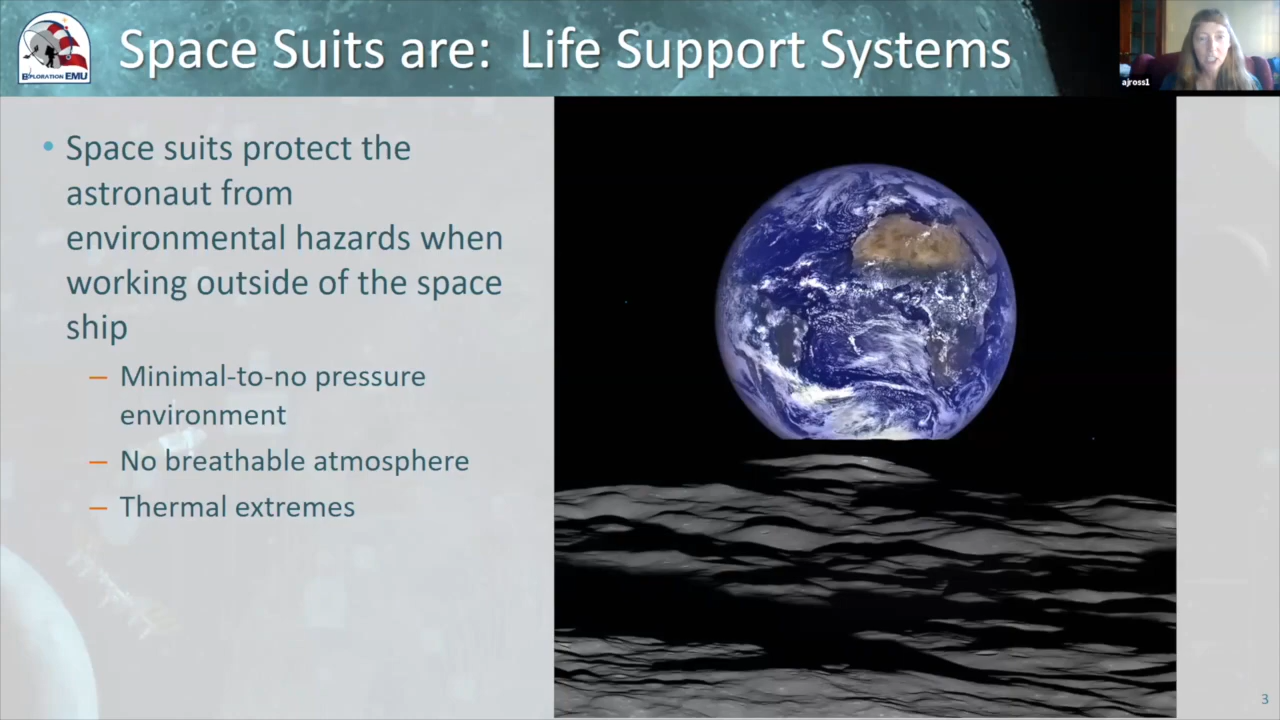 Space Suits are: Life Support Systems
EXPLORATION EMU
ajross1
• Space suits protect the
astronaut from
environmental hazards when
working outside of the space
ship
– Minimal-to-no pressure
environment
– No breathable atmosphere
– Thermal extremes
3